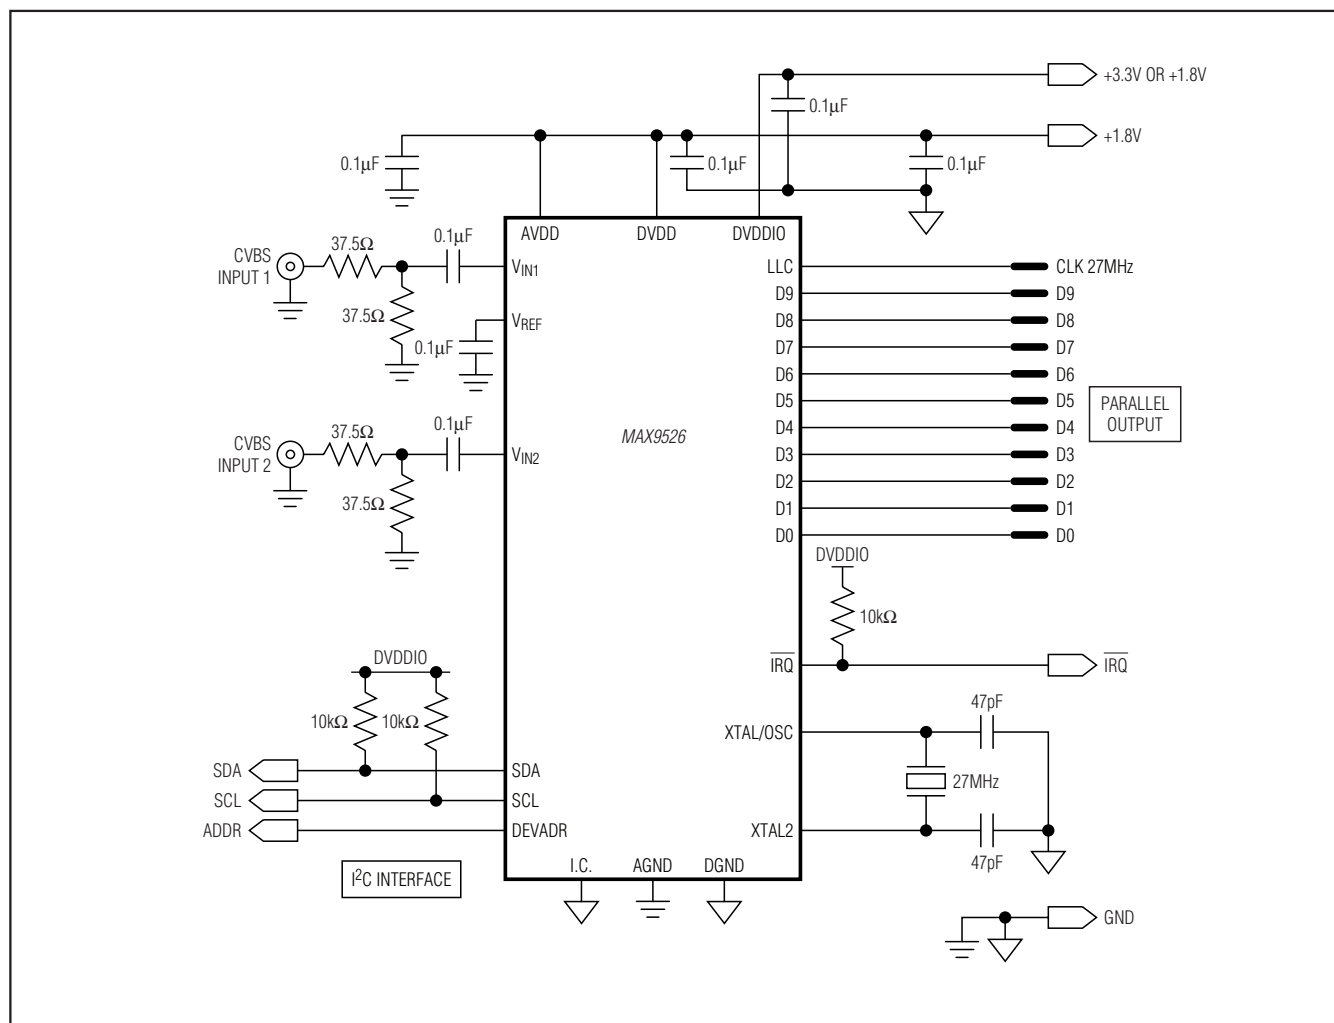 +3.3V OR +1.8V
0.1µF
+1.8V
0.1µF
0.1µF
0.1µF
AVDD
DVDD
DVDDIO
CVBS
INPUT 1
37.5Ω
0.1µF
VIN1
37.5Ω
VREF
0.1µF
CVBS
INPUT 2
37.5Ω
0.1µF
VIN2
37.5Ω
MAX9526
LLC
CLK 27MHz
D9
D9
D8
D8
D7
D7
D6
D6
D5
D5
D4
D4
D3
D3
D2
D2
D1
D1
D0
D0
PARALLEL
OUTPUT
DVDDIO
10kΩ
IRQ
IRQ
DVDDIO
10kΩ
10kΩ
SDA
SDA
SCL
SCL
ADDR
DEVADR
I²C INTERFACE
XTAL/OSC
47pF
27MHz
XTAL2
47pF
I.C.
AGND
DGND
GND